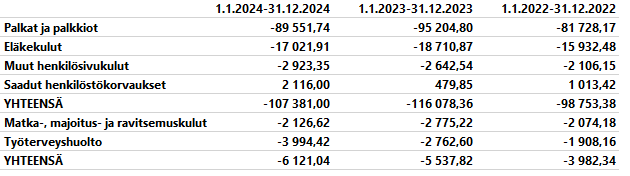 1.1.2024-31.12.2024 1.1.2023-31.12.2023 1.1.2022-31.12.2022
Palkat ja palkkiot -89 551,74 -95 204,80 -81 728,17
Eläkekulut -17 021,91 -18 710,87 -15 932,48
Muut henkilösivukulut -2 923,35 -2 642,54 -2 106,15
Saadut henkilöstökorvaukset 2 116,00 479,85 1 013,42
YHTEENSÄ -107 381,00 -116 078,36 -98 753,38
Matka-, majoitus- ja ravitsemuskulut -2 126,62 -2 775,22 -2 074,18
Työterveyshuolto -3 994,42 -2 762,60 -1 908,16
YHTEENSÄ -6 121,04 -5 537,82 -3 982,34